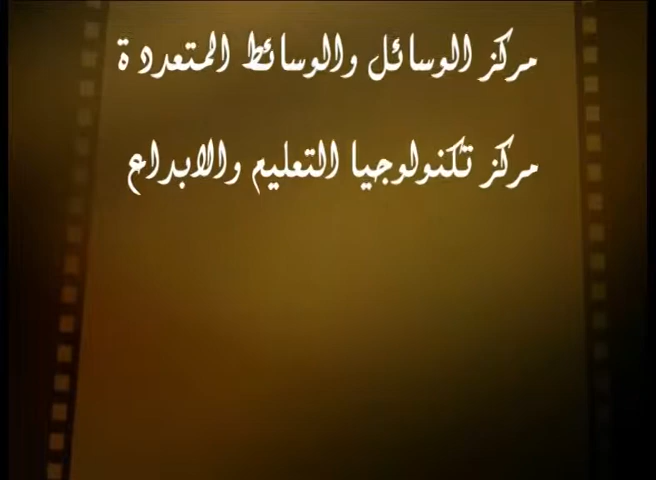 مركز الوسائل والوسائط المتعددة
مركز تكنولوجيا التعليم والابداع